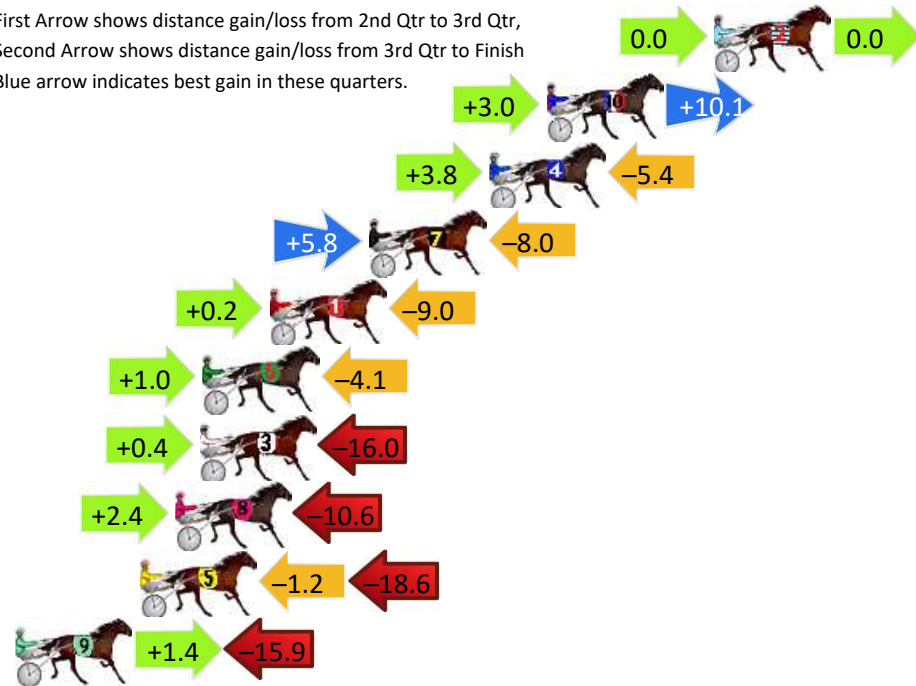 First Arrow shows distance gain/loss from 2nd Qtr to 3rd Qtr,
Second Arrow shows distance gain/loss from 3rd Qtr to Finish
Blue arrow indicates best gain in these quarters.
0.0 2 0.0
+3.0 10 +10.1
+3.8 4 –5.4
+5.8 7 –8.0
+0.2 1 –9.0
+1.0 6 –4.1
+0.4 3 –16.0
+2.4 8 –10.6
5 –1.2 –18.6
9 +1.4 –15.9